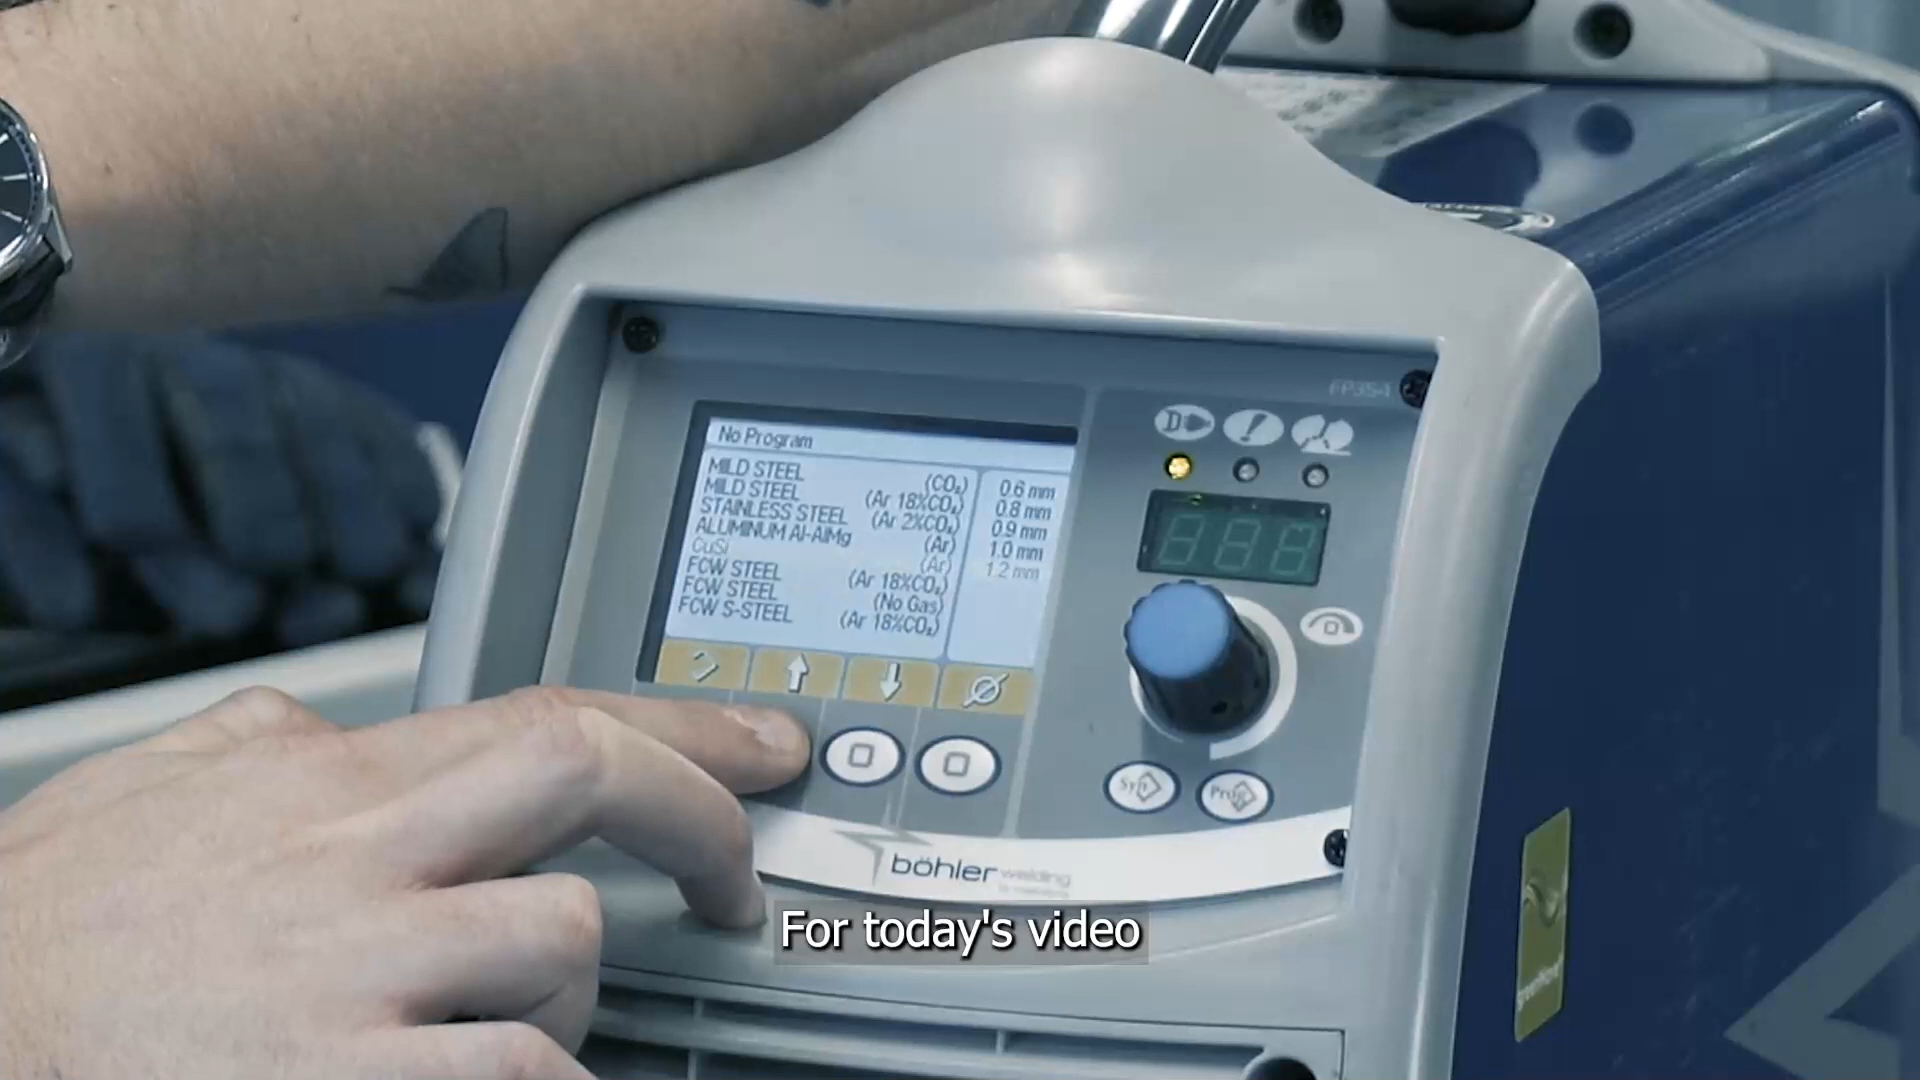 FP354
No Program
MILD STEEL (CO₂) 0.6 mm
MILD STEEL (Ar 18%CO₂) 0.8 mm
STAINLESS STEEL (Ar 2%CO₂) 0.9 mm
ALUMINUM Al-AlMg (Ar) 1.0 mm
CuSi (Ar) 1.2 mm
FCW STEEL (Ar 18%CO₂)
FCW STEEL (No Gas)
FCW S-STEEL (Ar 18%CO₂)
Syn
Prog
böhler welding
For today's video